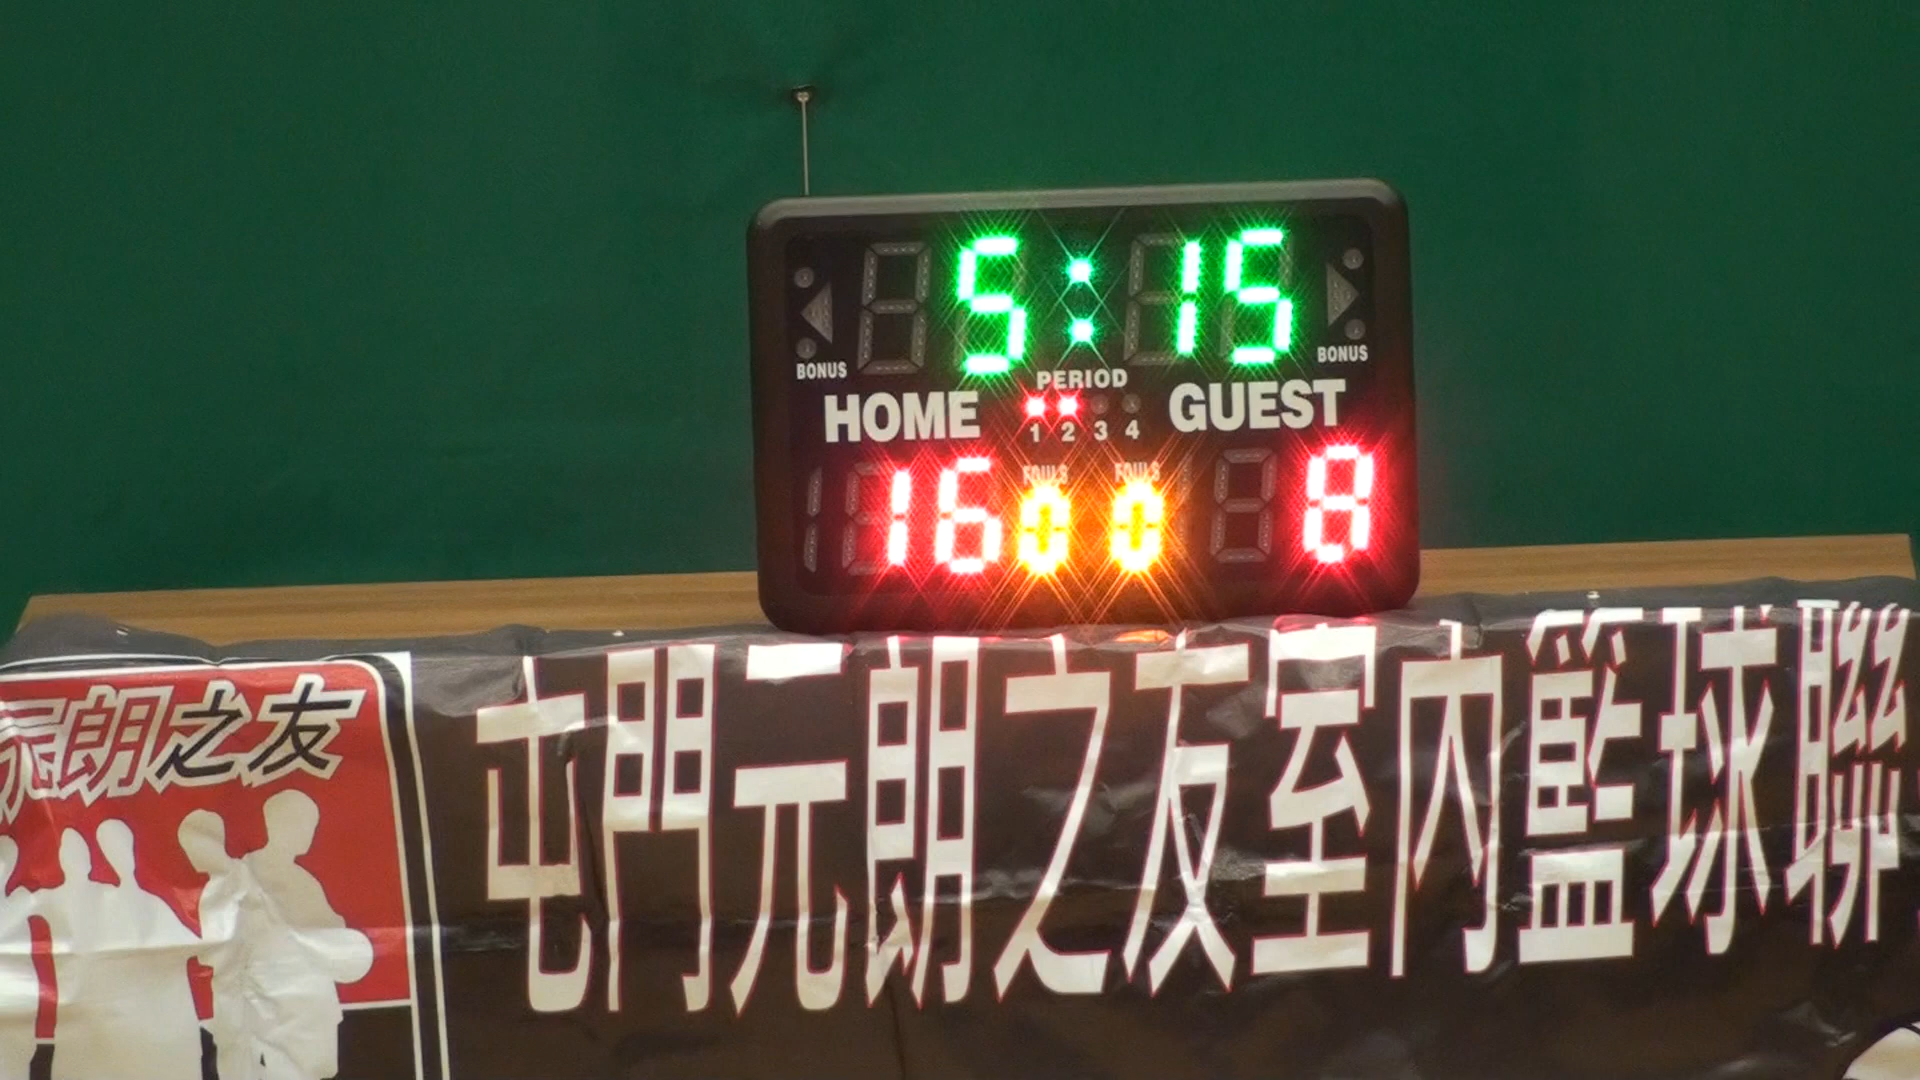 5:15
BONUS
BONUS
PERIOD
HOME
GUEST
1 2 3 4
FOULS
FOULS
16
0
0
8
元朗之友
屯門元朗之友室內籃球聯